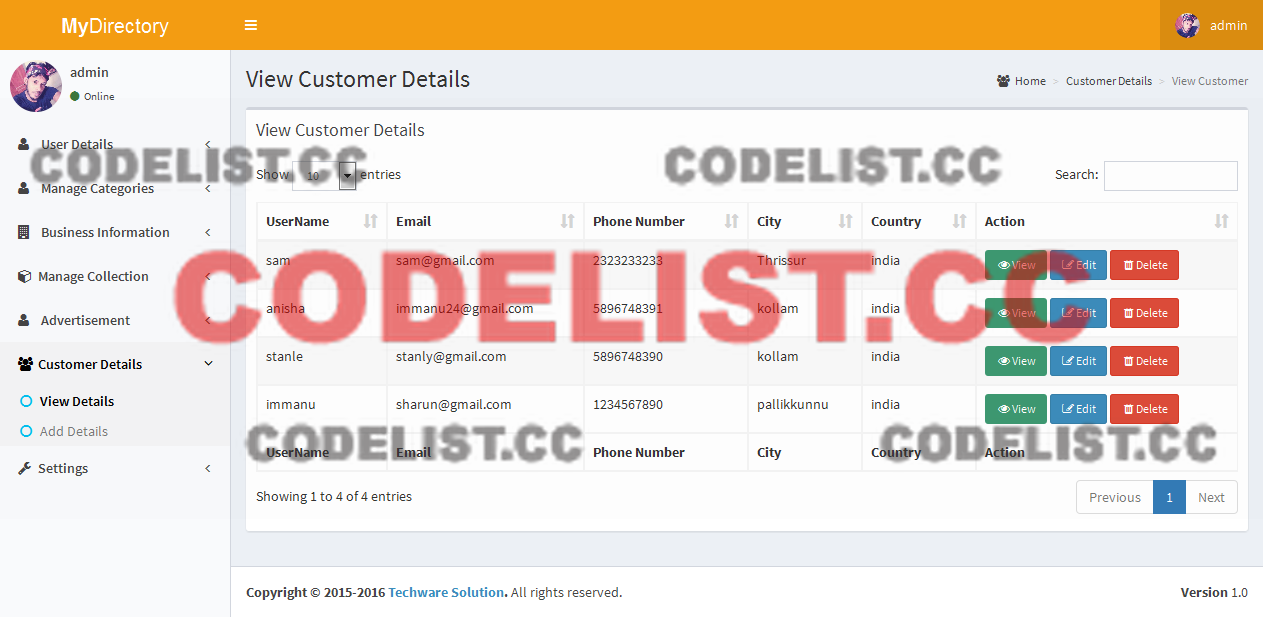 MyDirectory
admin
admin
Online
View Customer Details
Home > Customer Details > View Customer
User Details
Manage Categories
Business Information
Manage Collection
Advertisement
Customer Details
View Details
Add Details
Settings
View Customer Details
CODELIST.CC
CODELIST.CC
Show 10 entries
Search:
UserName Email Phone Number City Country Action
sam sam@gmail.com 2323233233 Thrissur india View Edit Delete
CODELIST.CC
anisha immanu24@gmail.com 5896748391 kollam india View Edit Delete
stanle stanly@gmail.com 5896748390 kollam india View Edit Delete
immanu sharun@gmail.com 1234567890 pallikkunnu india View Edit Delete
CODELIST.CC
CODELIST.CC
UserName Email Phone Number City Country Action
Showing 1 to 4 of 4 entries
Previous 1 Next
Copyright © 2015-2016 Techware Solution. All rights reserved.
Version 1.0